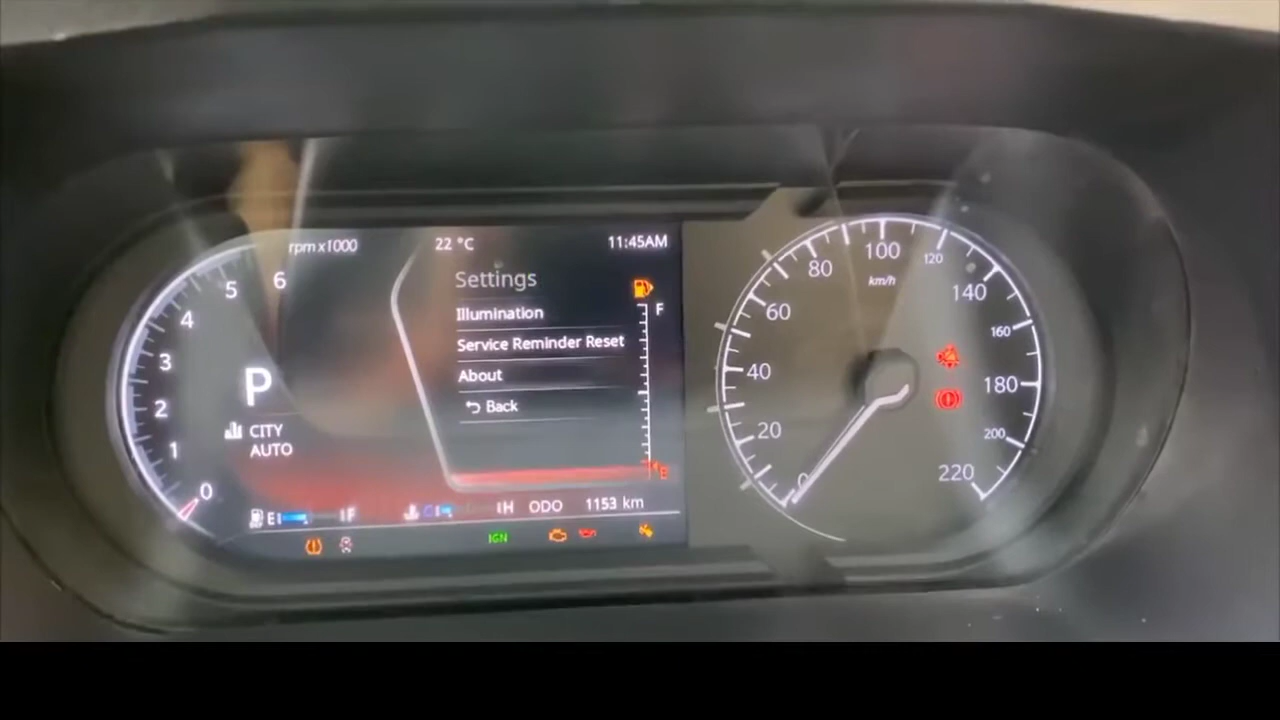 rpm x1000
22 °C
11:45AM
0
1
2
3
4
5
6
P
CITY
AUTO
Settings
Illumination
Service Reminder Reset
About
Back
F
E
E F
C H
ODO 1153 km
IGN
0
20
40
60
80
100
120
140
160
180
200
220
km/h